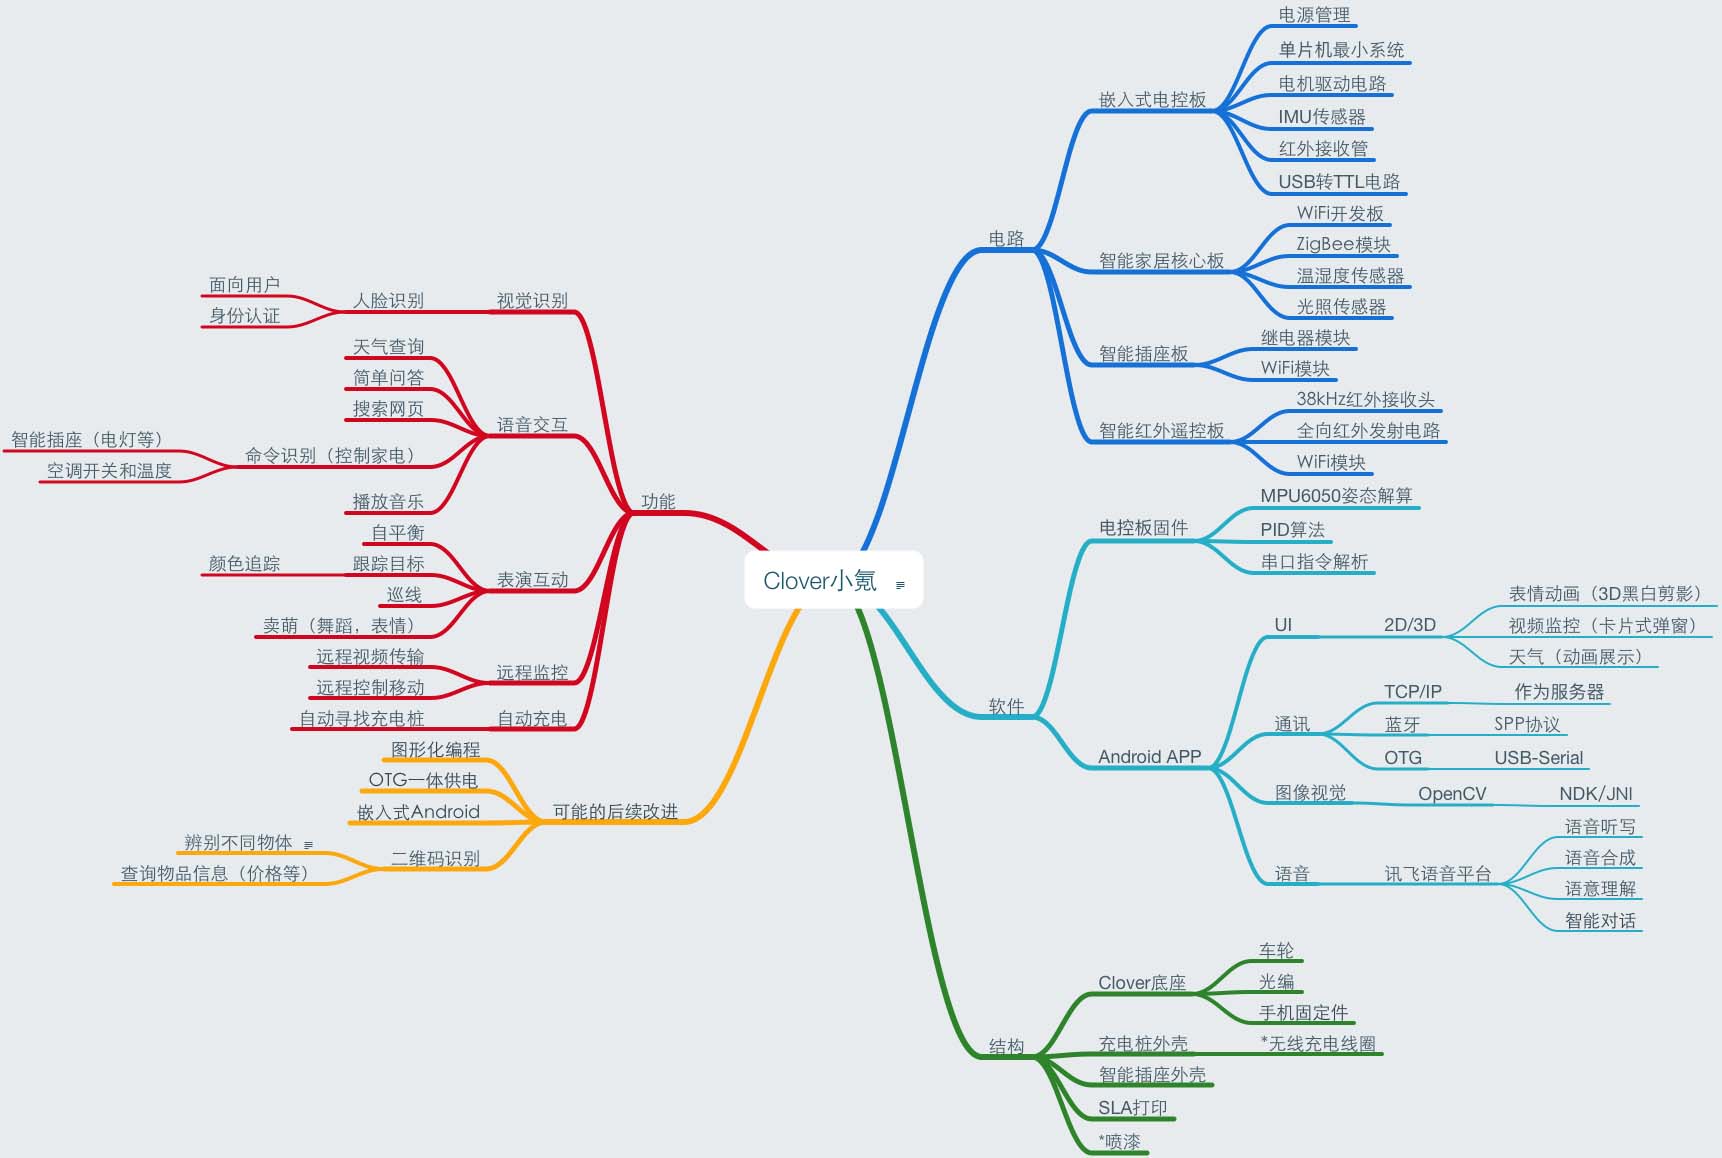 Clover小氪
电路
嵌入式电控板
电源管理
单片机最小系统
电机驱动电路
IMU传感器
红外接收管
USB转TTL电路
智能家居核心板
WiFi开发板
ZigBee模块
温湿度传感器
光照传感器
智能插座板
继电器模块
WiFi模块
智能红外遥控板
38kHz红外接收头
全向红外发射电路
WiFi模块
软件
电控板固件
MPU6050姿态解算
PID算法
串口指令解析
Android APP
UI
2D/3D
表情动画（3D黑白剪影）
视频监控（卡片式弹窗）
天气（动画展示）
通讯
TCP/IP
作为服务器
蓝牙
SPP协议
OTG
USB-Serial
图像视觉
OpenCV
NDK/JNI
语音
讯飞语音平台
语音听写
语音合成
语意理解
智能对话
结构
Clover底座
车轮
光编
手机固定件
充电桩外壳
*无线充电线圈
智能插座外壳
SLA打印
*喷漆
功能
视觉识别
人脸识别
面向用户
身份认证
语音交互
天气查询
简单问答
搜索网页
命令识别（控制家电）
智能插座（电灯等）
空调开关和温度
播放音乐
表演互动
自平衡
跟踪目标
颜色追踪
巡线
卖萌（舞蹈，表情）
远程监控
远程视频传输
远程控制移动
自动充电
自动寻找充电桩
可能的后续改进
图形化编程
OTG一体供电
嵌入式Android
二维码识别
辨别不同物体
查询物品信息（价格等）